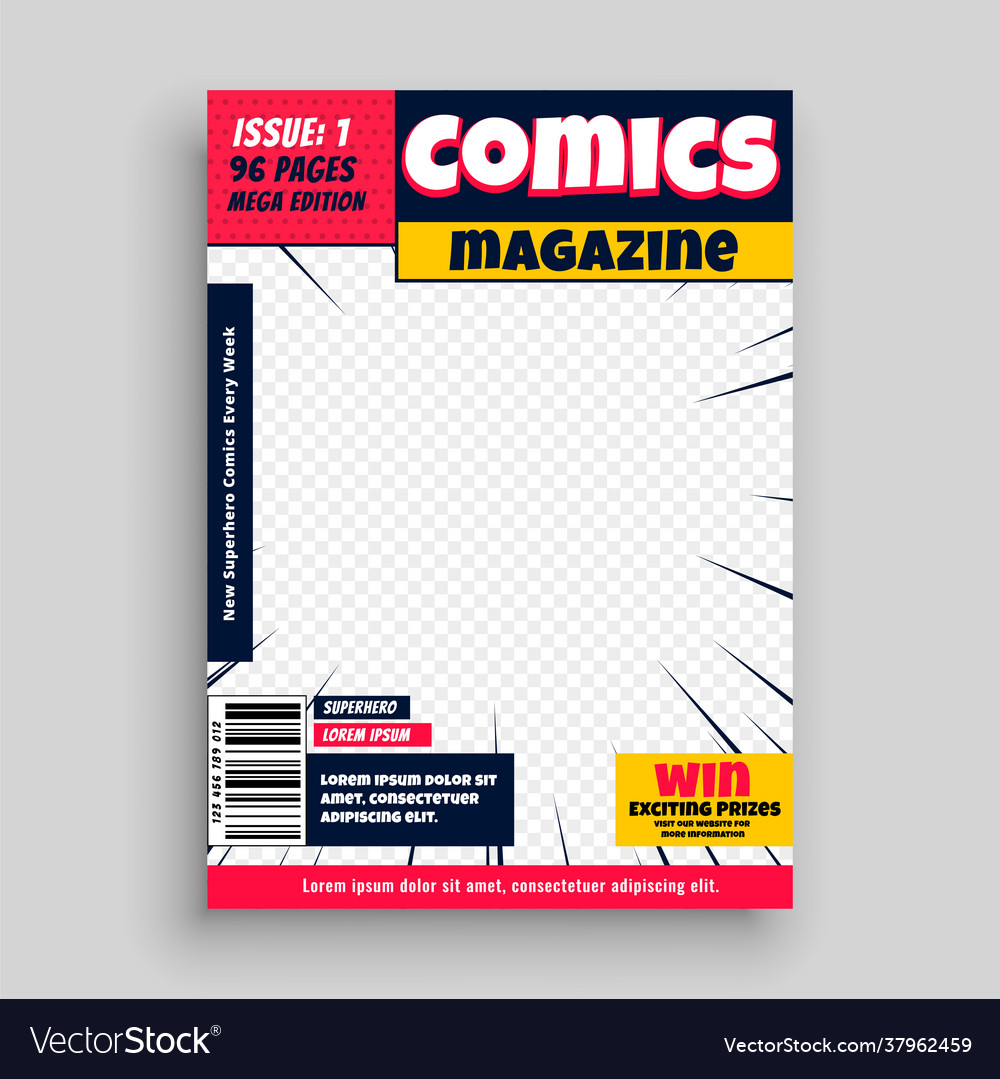 ISSUE: 1
96 PAGES
MEGA EDITION
COMICS
MAGAZINE
New Superhero Comics Every Week
123 456 789 012
SUPERHERO
LOREM IPSUM
LOREM IPSUM DOLOR SIT
AMET, CONSECTETUER
ADIPISCING ELIT.
WIN
EXCITING PRIZES
VISIT OUR WEBSITE FOR
MORE INFORMATION
Lorem ipsum dolor sit amet, consectetuer adipiscing elit.
VectorStock®
VectorStock.com/37962459